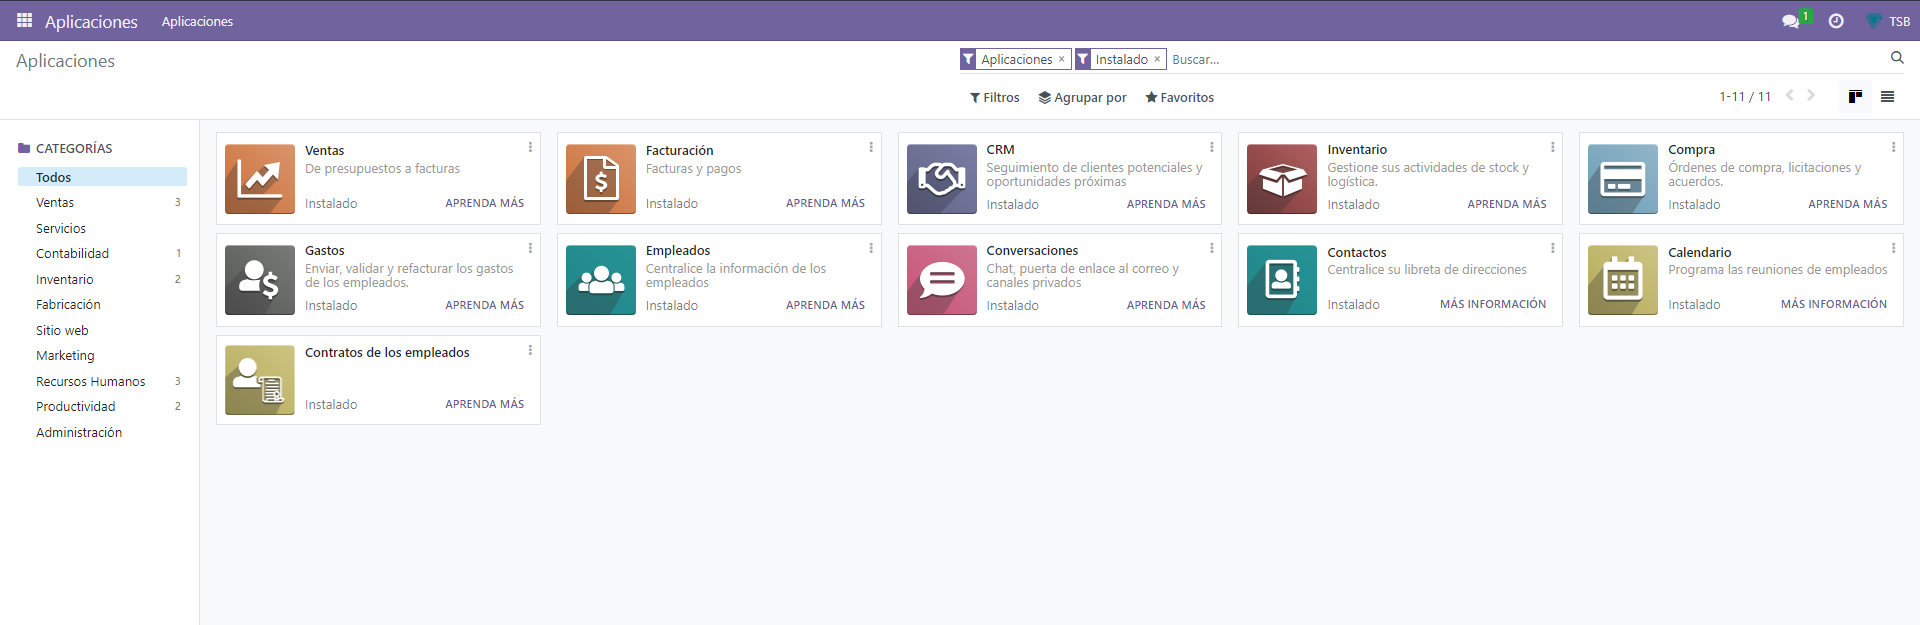 Aplicaciones Aplicaciones 1 TSB
Aplicaciones
Aplicaciones × Instalado × Buscar...
Filtros Agrupar por Favoritos 1-11 / 11
CATEGORÍAS
Todos
Ventas 3
Servicios
Contabilidad 1
Inventario 2
Fabricación
Sitio web
Marketing
Recursos Humanos 3
Productividad 2
Administración
Ventas
De presupuestos a facturas
Instalado APRENDA MÁS
Facturación
Facturas y pagos
Instalado APRENDA MÁS
CRM
Seguimiento de clientes potenciales y
oportunidades próximas
Instalado APRENDA MÁS
Inventario
Gestione sus actividades de stock y
logística.
Instalado APRENDA MÁS
Compra
Órdenes de compra, licitaciones y
acuerdos.
Instalado APRENDA MÁS
Gastos
Enviar, validar y refacturar los gastos
de los empleados.
Instalado APRENDA MÁS
Empleados
Centralice la información de los
empleados
Instalado APRENDA MÁS
Conversaciones
Chat, puerta de enlace al correo y
canales privados
Instalado APRENDA MÁS
Contactos
Centralice su libreta de direcciones
Instalado MÁS INFORMACIÓN
Calendario
Programa las reuniones de empleados
Instalado MÁS INFORMACIÓN
Contratos de los empleados
Instalado APRENDA MÁS